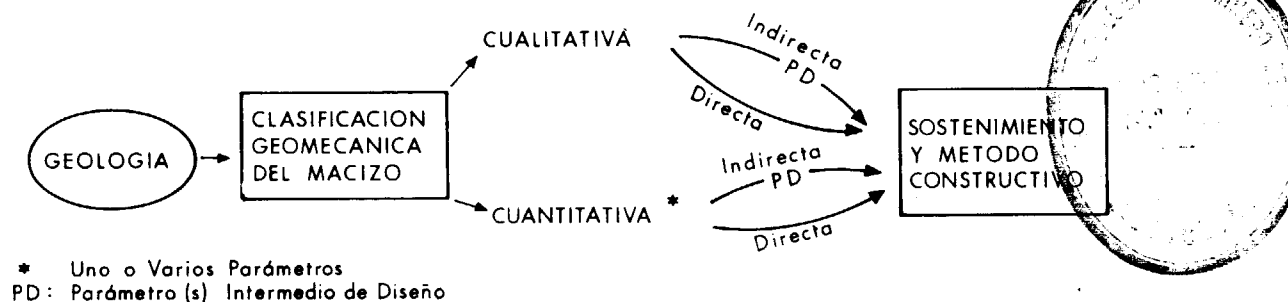 GEOLOGIA
CLASIFICACION
GEOMECANICA
DEL MACIZO
CUALITATIVA
CUANTITATIVA *
Indirecta
PD
Directa
Indirecta
PD
Directa
SOSTENIMIENTO
Y METODO
CONSTRUCTIVO
* Uno o Varios Parámetros
PD: Parámetro (s) Intermedio de Diseño